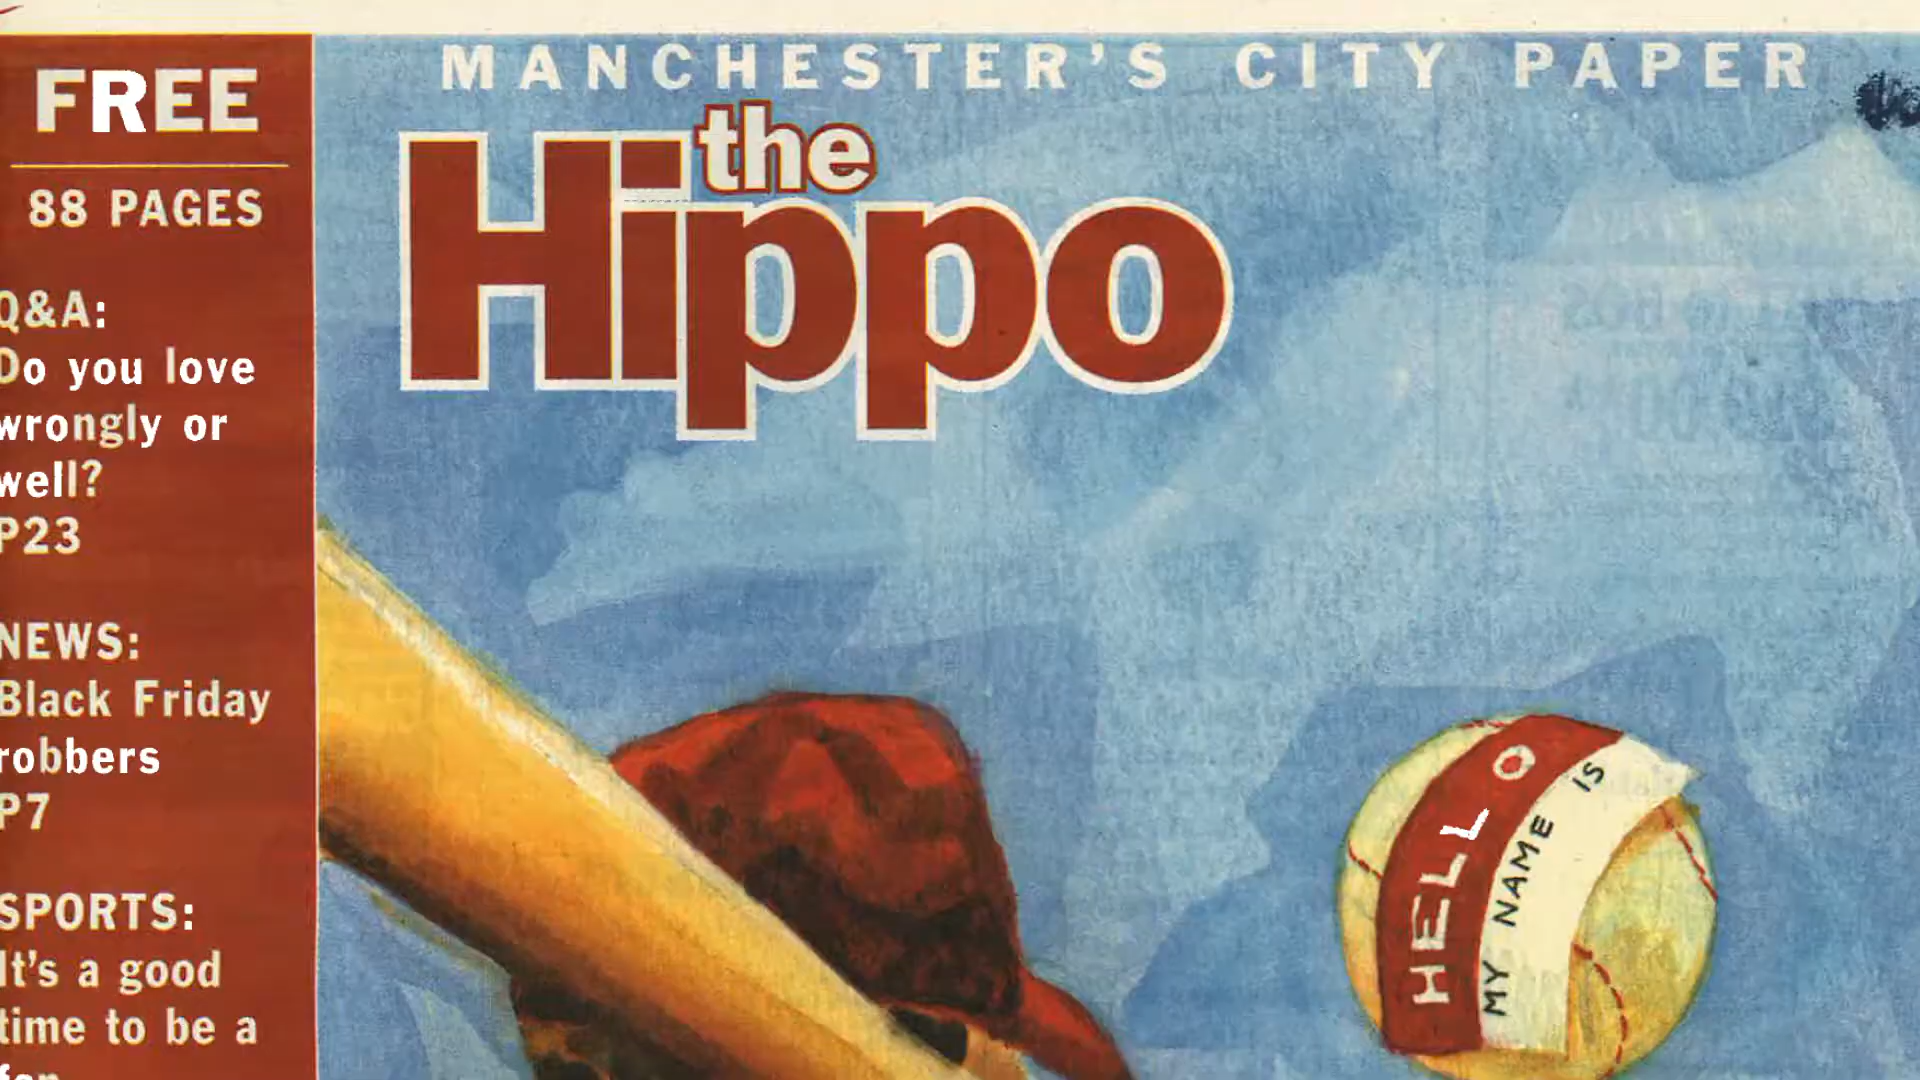 FREE
88 PAGES
Q&A:
Do you love
wrongly or
well?
P23
NEWS:
Black Friday
robbers
P7
SPORTS:
It's a good
time to be a
fan
MANCHESTER'S CITY PAPER
the
Hippo
HELLO
MY NAME IS